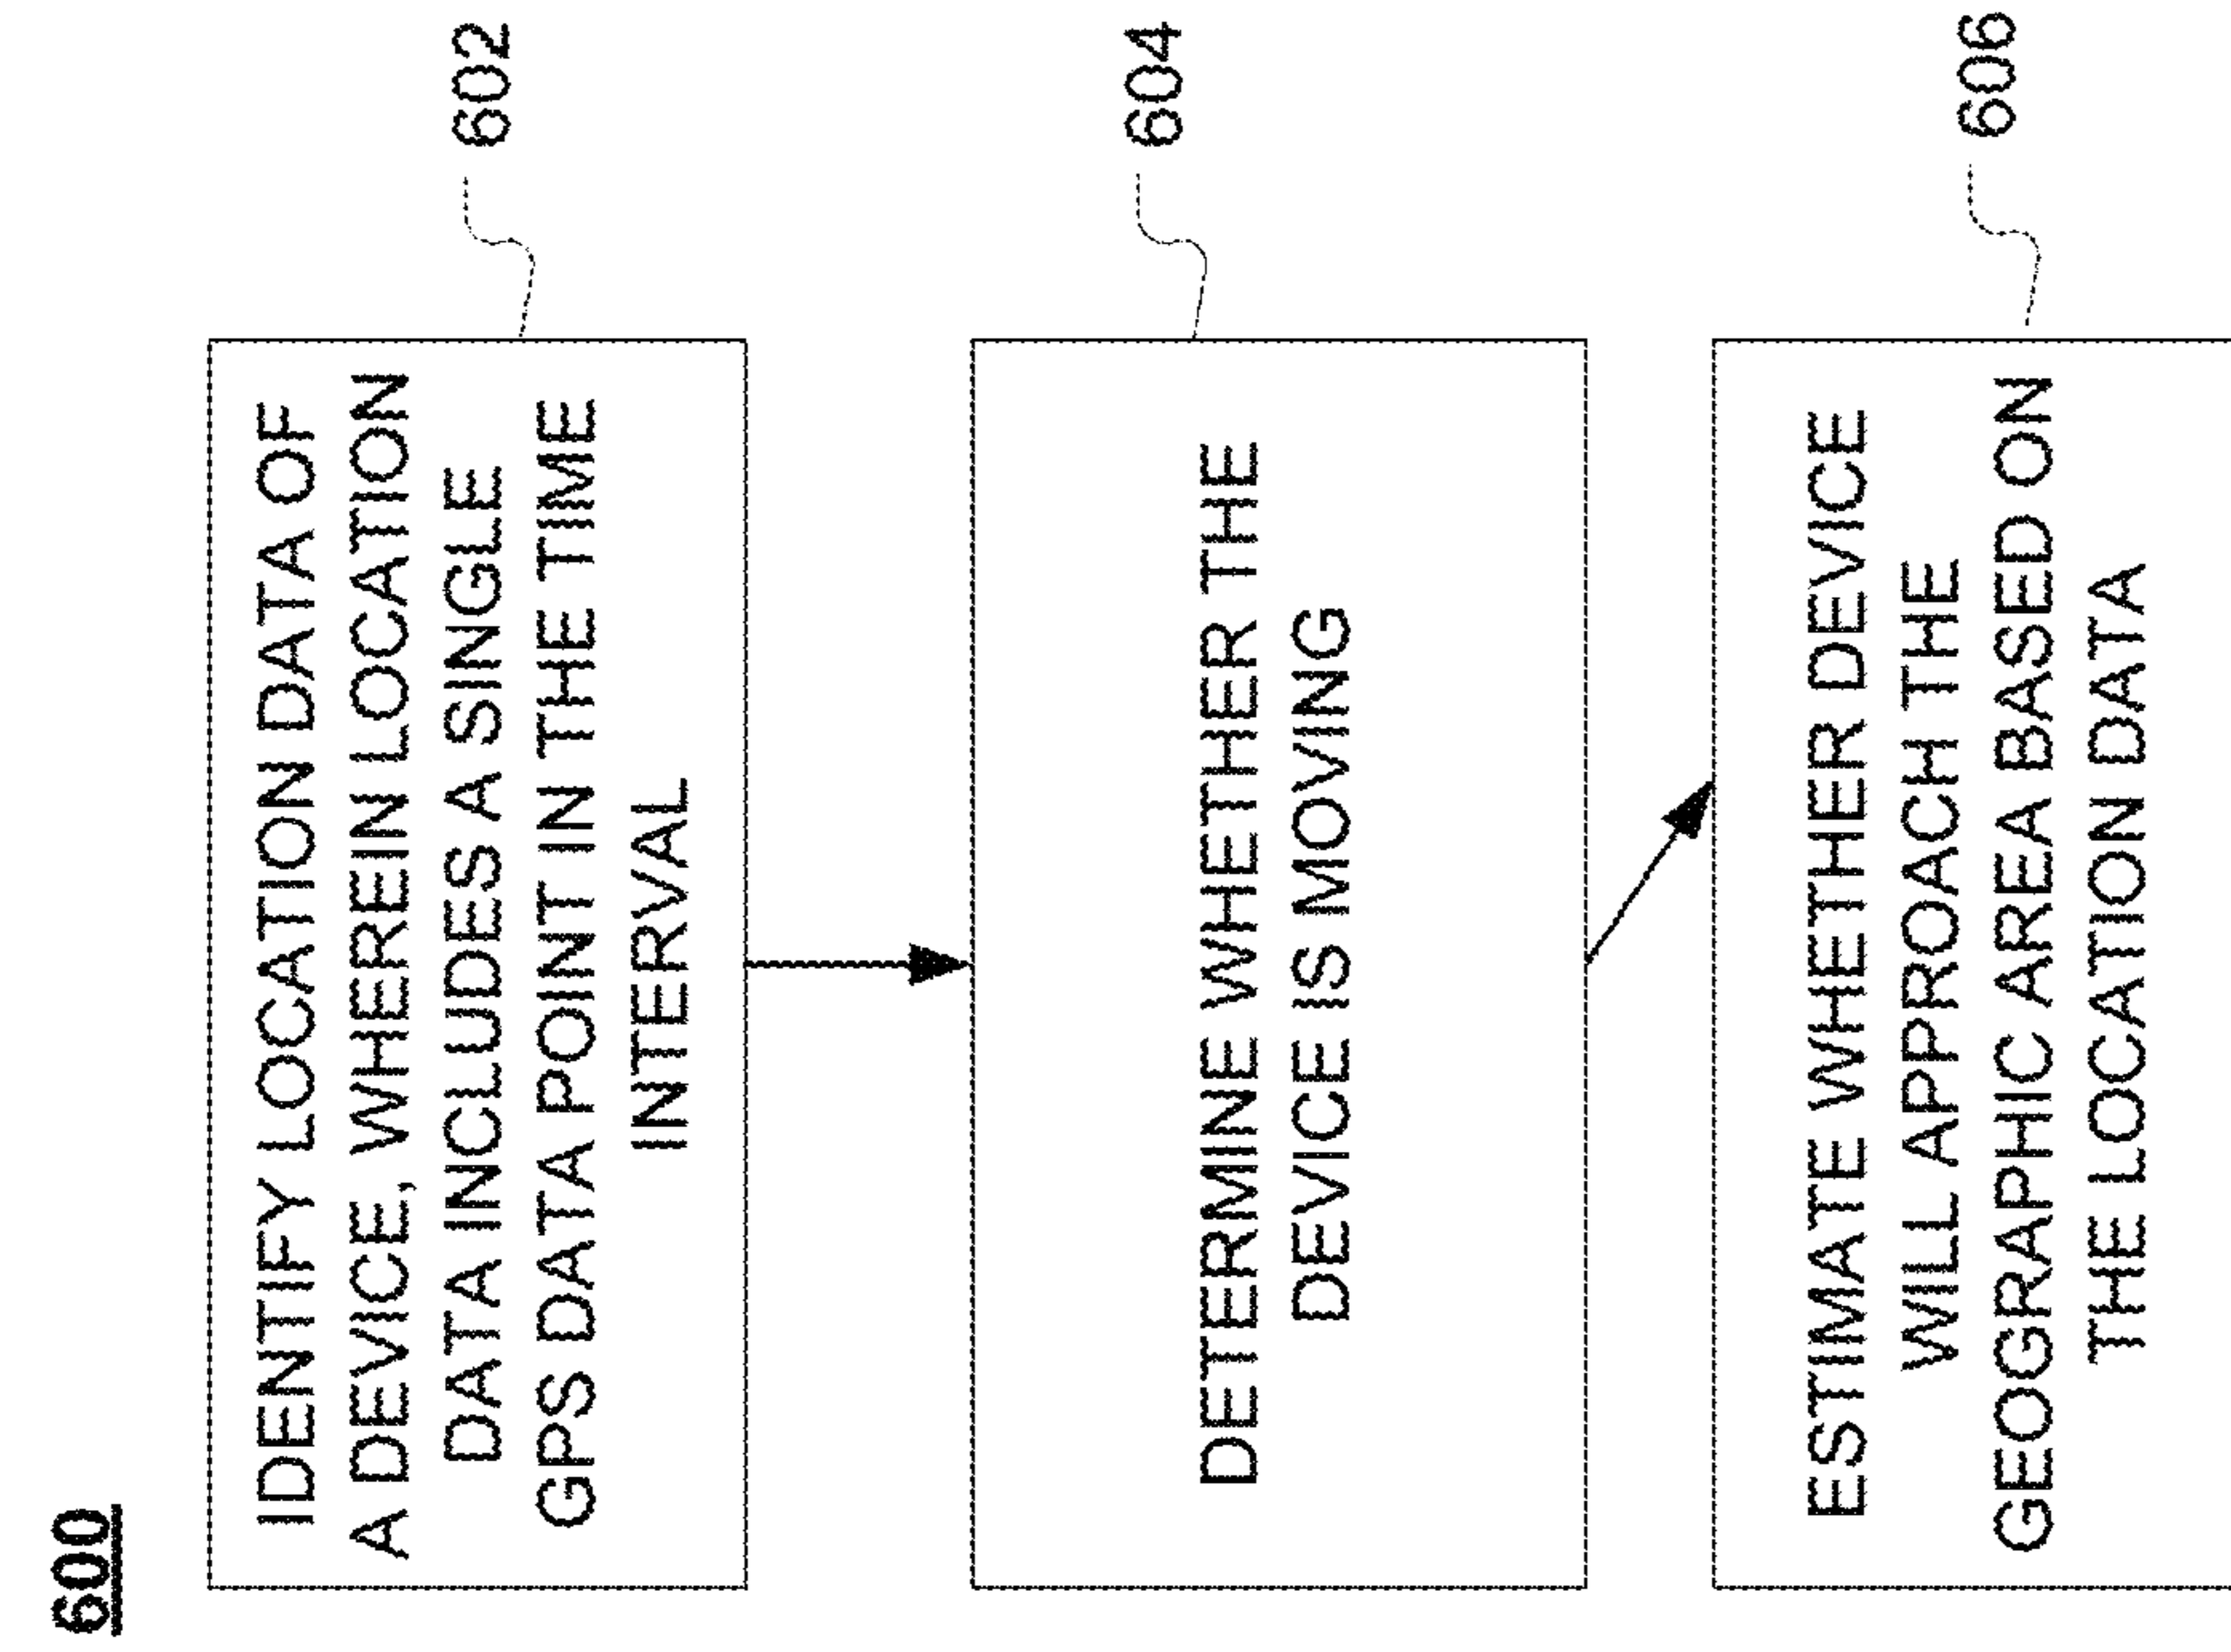 600
IDENTIFY LOCATION DATA OF
A DEVICE, WHEREIN LOCATION
DATA INCLUDES A SINGLE
GPS DATA POINT IN THE TIME
INTERVAL
602
DETERMINE WHETHER THE
DEVICE IS MOVING
604
ESTIMATE WHETHER DEVICE
WILL APPROACH THE
GEOGRAPHIC AREA BASED ON
THE LOCATION DATA
606